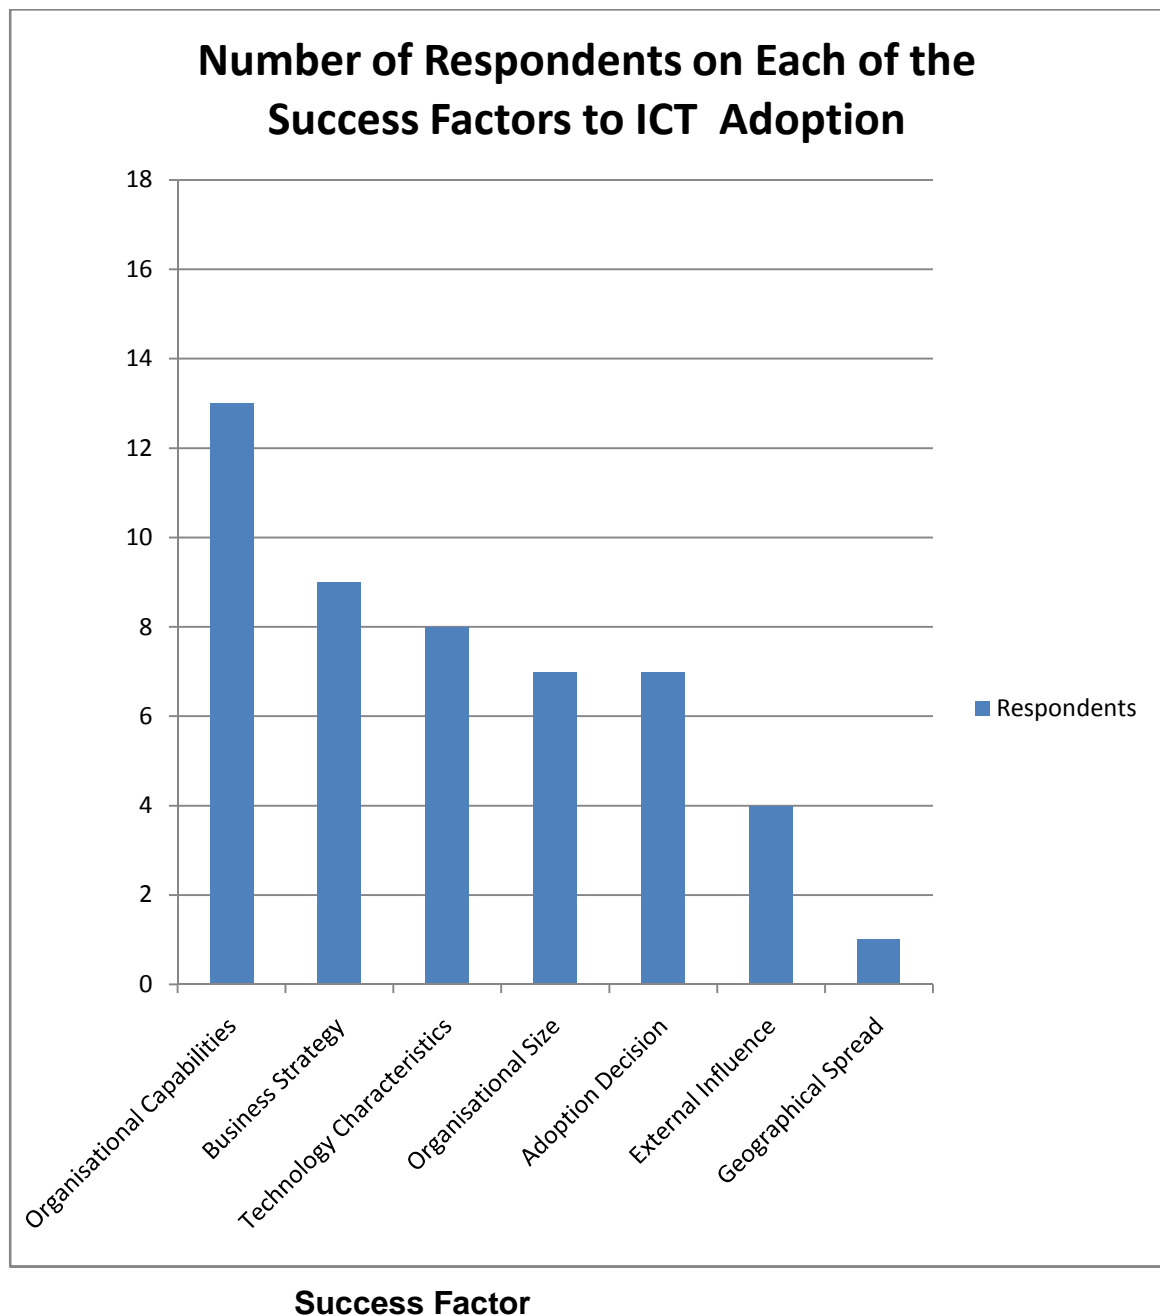 Number of Respondents on Each of the
Success Factors to ICT  Adoption
18
16
14
12
10
8
6
4
2
0
Respondents
Organisational Capabilities
Business Strategy
Technology Characteristics
Organisational Size
Adoption Decision
External Influence
Geographical Spread
Success Factor